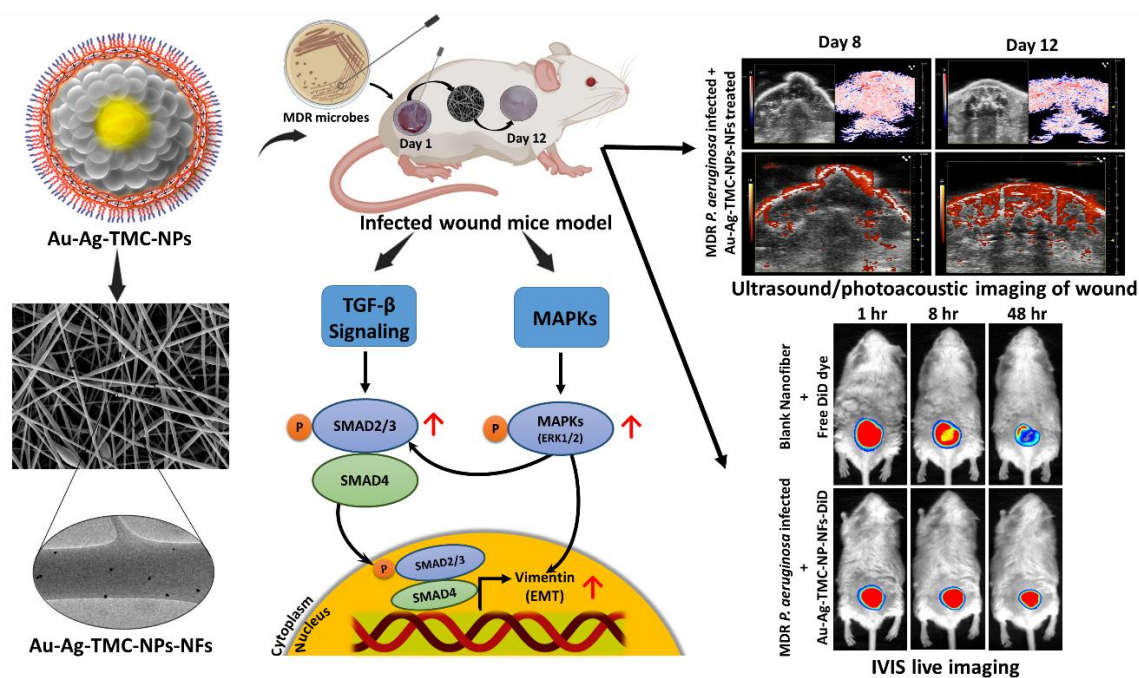 Au-Ag-TMC-NPs
Au-Ag-TMC-NPs-NFs
MDR microbes
Day 1
Day 12
Infected wound mice model
TGF-β
Signaling
MAPKs
P
SMAD2/3
P
MAPKs
(ERK1/2)
SMAD4
P
SMAD2/3
SMAD4
Vimentin
(EMT)
Cytoplasm
Nucleus
Day 8
Day 12
MDR P. aeruginosa infected +
Au-Ag-TMC-NPs-NFs treated
Ultrasound/photoacoustic imaging of wound
1 hr
8 hr
48 hr
Blank Nanofiber
+
Free DiD dye
MDR P. aeruginosa infected
+
Au-Ag-TMC-NP-NFs-DiD
IVIS live imaging